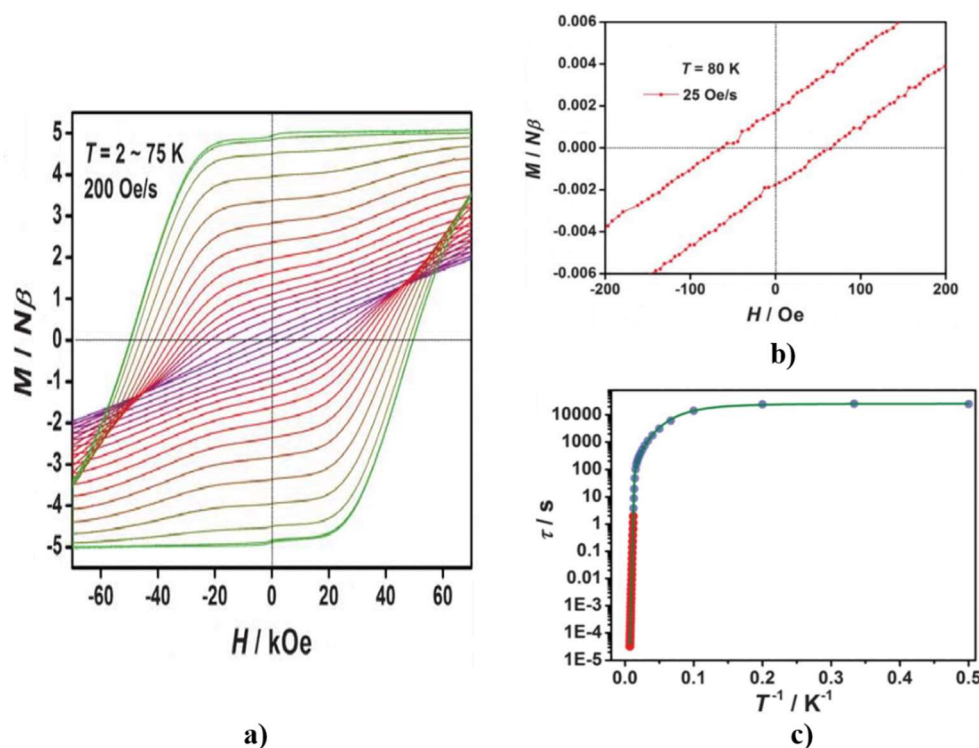 5
4
3
2
1
0
-1
-2
-3
-4
-5
M / Nβ
T = 2 ~ 75 K
200 Oe/s
-60 -40 -20 0 20 40 60
H / kOe
a)
0.006
0.004
0.002
0.000
-0.002
-0.004
-0.006
M / Nβ
T = 80 K
25 Oe/s
-200 -100 0 100 200
H / Oe
b)
10000
1000
100
10
1
0.1
0.01
1E-3
1E-4
1E-5
τ / s
0.0 0.1 0.2 0.3 0.4 0.5
T⁻¹ / K⁻¹
c)